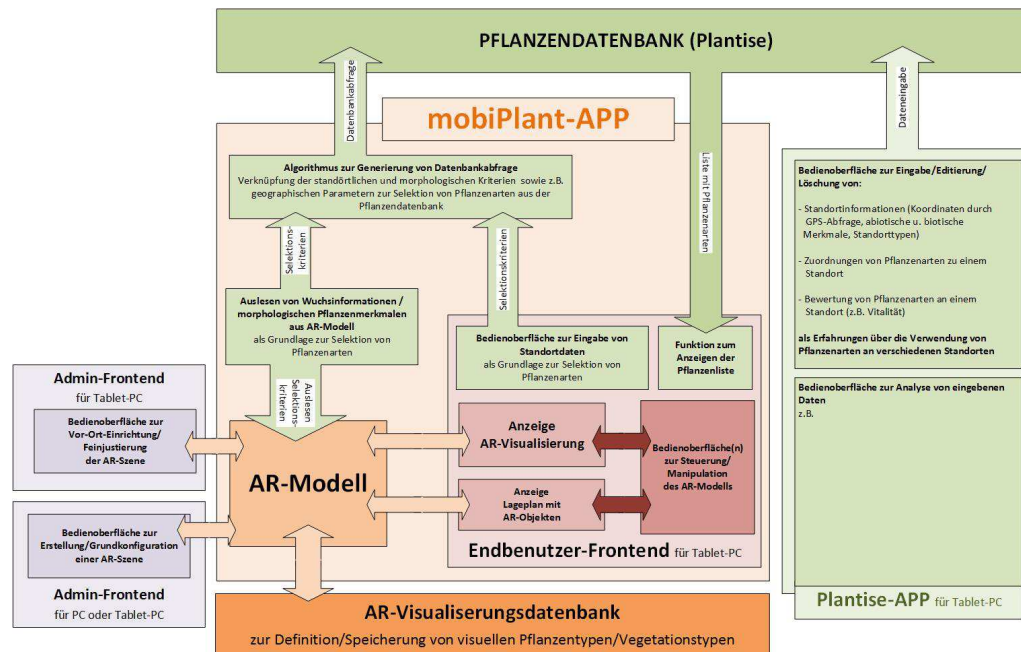 PFLANZENDATENBANK (Plantise)
Datenbankabfrage
Liste mit Pflanzenarten
Dateneingabe
mobiPlant-APP
Algorithmus zur Generierung von Datenbankabfrage
Verknüpfung der standörtlichen und morphologischen Kriterien sowie z.B.
geographischen Parametern zur Selektion von Pflanzenarten aus der
Pflanzendatenbank
Selektions-
kriterien
Selektionskriterien
Auslesen von Wuchsinformationen /
morphologischen Pflanzenmerkmalen
aus AR-Modell
als Grundlage zur Selektion von
Pflanzenarten
Bedienoberfläche zur Eingabe von
Standortdaten
als Grundlage zur Selektion von
Pflanzenarten
Funktion zum
Anzeigen der
Pflanzenliste
Auslesen
Selektions-
kriterien
AR-Modell
Anzeige
AR-Visualisierung
Anzeige
Lageplan mit
AR-Objekten
Bedienoberfläche(n)
zur Steuerung/
Manipulation
des AR-Modells
Endbenutzer-Frontend für Tablet-PC
Admin-Frontend
für Tablet-PC
Bedienoberfläche zur
Vor-Ort-Einrichtung/
Feinjustierung
der AR-Szene
Bedienoberfläche zur
Erstellung/Grundkonfiguration
einer AR-Szene
Admin-Frontend
für PC oder Tablet-PC
AR-Visualiserungsdatenbank
zur Definition/Speicherung von visuellen Pflanzentypen/Vegetationstypen
Bedienoberfläche zur Eingabe/Editierung/
Löschung von:
- Standortinformationen (Koordinaten durch
GPS-Abfrage, abiotische u. biotische
Merkmale, Standorttypen)
- Zuordnungen von Pflanzenarten zu einem
Standort
- Bewertung von Pflanzenarten an einem
Standort (z.B. Vitalität)
als Erfahrungen über die Verwendung von
Pflanzenarten an verschiedenen Standorten
Bedienoberfläche zur Analyse von eingebenen
Daten
z.B.
Plantise-APP für Tablet-PC